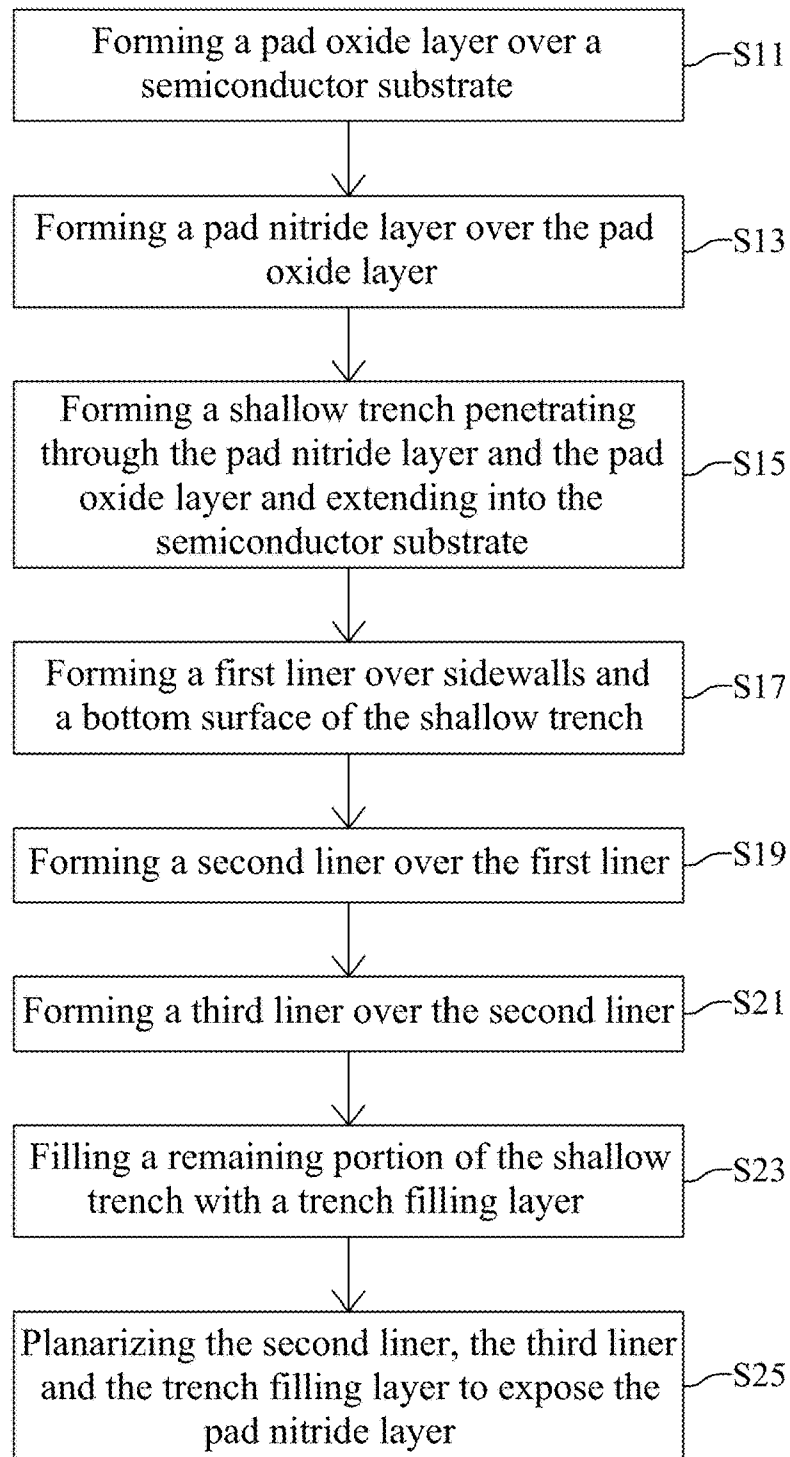 Forming a pad oxide layer over a
semiconductor substrate
S11
Forming a pad nitride layer over the pad
oxide layer
S13
Forming a shallow trench penetrating
through the pad nitride layer and the pad
oxide layer and extending into the
semiconductor substrate
S15
Forming a first liner over sidewalls and
a bottom surface of the shallow trench
S17
Forming a second liner over the first liner
S19
Forming a third liner over the second liner
S21
Filling a remaining portion of the shallow
trench with a trench filling layer
S23
Planarizing the second liner, the third liner
and the trench filling layer to expose the
pad nitride layer
S25